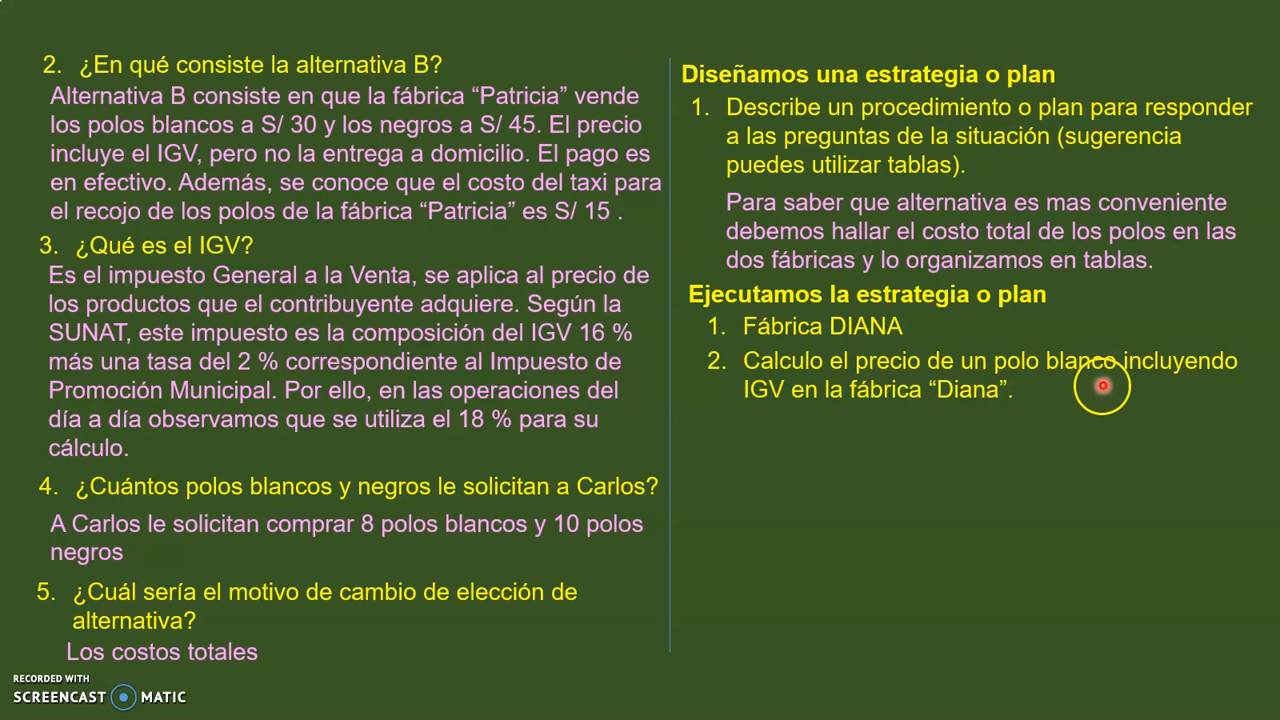 2. ¿En qué consiste la alternativa B?
Alternativa B consiste en que la fábrica “Patricia” vende
los polos blancos a S/ 30 y los negros a S/ 45. El precio
incluye el IGV, pero no la entrega a domicilio. El pago es
en efectivo. Además, se conoce que el costo del taxi para
el recojo de los polos de la fábrica “Patricia” es S/ 15 .
3. ¿Qué es el IGV?
Es el impuesto General a la Venta, se aplica al precio de
los productos que el contribuyente adquiere. Según la
SUNAT, este impuesto es la composición del IGV 16 %
más una tasa del 2 % correspondiente al Impuesto de
Promoción Municipal. Por ello, en las operaciones del
día a día observamos que se utiliza el 18 % para su
cálculo.
4. ¿Cuántos polos blancos y negros le solicitan a Carlos?
A Carlos le solicitan comprar 8 polos blancos y 10 polos
negros
5. ¿Cuál sería el motivo de cambio de elección de
alternativa?
Los costos totales
Diseñamos una estrategia o plan
1. Describe un procedimiento o plan para responder
a las preguntas de la situación (sugerencia
puedes utilizar tablas).
Para saber que alternativa es mas conveniente
debemos hallar el costo total de los polos en las
dos fábricas y lo organizamos en tablas.
Ejecutamos la estrategia o plan
1. Fábrica DIANA
2. Calculo el precio de un polo blanco incluyendo
IGV en la fábrica “Diana”.
RECORDED WITH
SCREENCAST MATIC